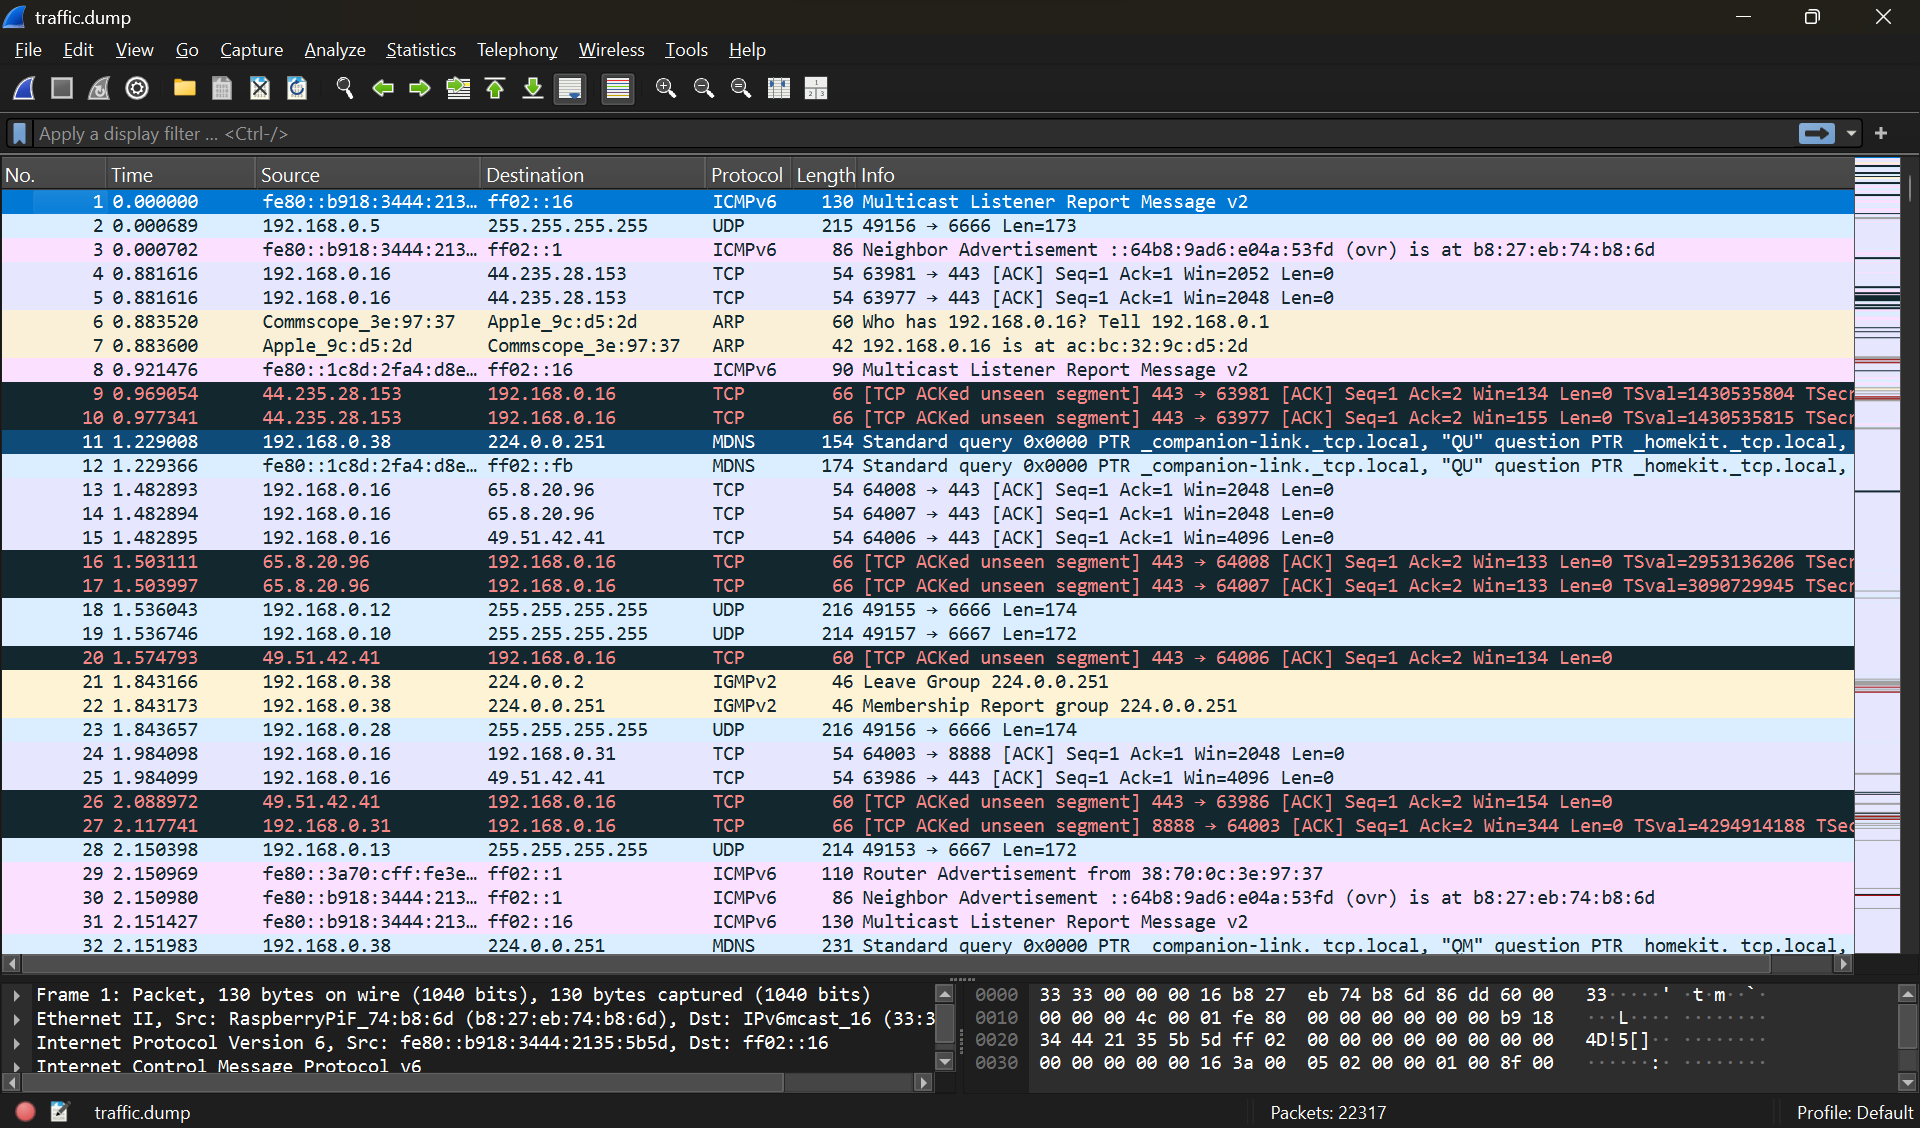 traffic.dump
File Edit View Go Capture Analyze Statistics Telephony Wireless Tools Help
Apply a display filter ... <Ctrl-/>
No. Time Source Destination Protocol Length Info
1 0.000000 fe80::b918:3444:213… ff02::16 ICMPv6 130 Multicast Listener Report Message v2
2 0.000689 192.168.0.5 255.255.255.255 UDP 215 49156 → 6666 Len=173
3 0.000702 fe80::b918:3444:213… ff02::1 ICMPv6 86 Neighbor Advertisement ::64b8:9ad6:e04a:53fd (ovr) is at b8:27:eb:74:b8:6d
4 0.881616 192.168.0.16 44.235.28.153 TCP 54 63981 → 443 [ACK] Seq=1 Ack=1 Win=2052 Len=0
5 0.881616 192.168.0.16 44.235.28.153 TCP 54 63977 → 443 [ACK] Seq=1 Ack=1 Win=2048 Len=0
6 0.883520 Commscope_3e:97:37 Apple_9c:d5:2d ARP 60 Who has 192.168.0.16? Tell 192.168.0.1
7 0.883600 Apple_9c:d5:2d Commscope_3e:97:37 ARP 42 192.168.0.16 is at ac:bc:32:9c:d5:2d
8 0.921476 fe80::1c8d:2fa4:d8e… ff02::16 ICMPv6 90 Multicast Listener Report Message v2
9 0.969054 44.235.28.153 192.168.0.16 TCP 66 [TCP ACKed unseen segment] 443 → 63981 [ACK] Seq=1 Ack=2 Win=134 Len=0 TSval=1430535804 TSecr
10 0.977341 44.235.28.153 192.168.0.16 TCP 66 [TCP ACKed unseen segment] 443 → 63977 [ACK] Seq=1 Ack=2 Win=155 Len=0 TSval=1430535815 TSecr
11 1.229008 192.168.0.38 224.0.0.251 MDNS 154 Standard query 0x0000 PTR _companion-link._tcp.local, "QU" question PTR _homekit._tcp.local,
12 1.229366 fe80::1c8d:2fa4:d8e… ff02::fb MDNS 174 Standard query 0x0000 PTR _companion-link._tcp.local, "QU" question PTR _homekit._tcp.local,
13 1.482893 192.168.0.16 65.8.20.96 TCP 54 64008 → 443 [ACK] Seq=1 Ack=1 Win=2048 Len=0
14 1.482894 192.168.0.16 65.8.20.96 TCP 54 64007 → 443 [ACK] Seq=1 Ack=1 Win=2048 Len=0
15 1.482895 192.168.0.16 49.51.42.41 TCP 54 64006 → 443 [ACK] Seq=1 Ack=1 Win=4096 Len=0
16 1.503111 65.8.20.96 192.168.0.16 TCP 66 [TCP ACKed unseen segment] 443 → 64008 [ACK] Seq=1 Ack=2 Win=133 Len=0 TSval=2953136206 TSecr
17 1.503997 65.8.20.96 192.168.0.16 TCP 66 [TCP ACKed unseen segment] 443 → 64007 [ACK] Seq=1 Ack=2 Win=133 Len=0 TSval=3090729945 TSecr
18 1.536043 192.168.0.12 255.255.255.255 UDP 216 49155 → 6666 Len=174
19 1.536746 192.168.0.10 255.255.255.255 UDP 214 49157 → 6667 Len=172
20 1.574793 49.51.42.41 192.168.0.16 TCP 60 [TCP ACKed unseen segment] 443 → 64006 [ACK] Seq=1 Ack=2 Win=134 Len=0
21 1.843166 192.168.0.38 224.0.0.2 IGMPv2 46 Leave Group 224.0.0.251
22 1.843173 192.168.0.38 224.0.0.251 IGMPv2 46 Membership Report group 224.0.0.251
23 1.843657 192.168.0.28 255.255.255.255 UDP 216 49156 → 6666 Len=174
24 1.984098 192.168.0.16 192.168.0.31 TCP 54 64003 → 8888 [ACK] Seq=1 Ack=1 Win=2048 Len=0
25 1.984099 192.168.0.16 49.51.42.41 TCP 54 63986 → 443 [ACK] Seq=1 Ack=1 Win=4096 Len=0
26 2.088972 49.51.42.41 192.168.0.16 TCP 60 [TCP ACKed unseen segment] 443 → 63986 [ACK] Seq=1 Ack=2 Win=154 Len=0
27 2.117741 192.168.0.31 192.168.0.16 TCP 66 [TCP ACKed unseen segment] 8888 → 64003 [ACK] Seq=1 Ack=2 Win=344 Len=0 TSval=4294914188 TSec
28 2.150398 192.168.0.13 255.255.255.255 UDP 214 49153 → 6667 Len=172
29 2.150969 fe80::3a70:cff:fe3e… ff02::1 ICMPv6 110 Router Advertisement from 38:70:0c:3e:97:37
30 2.150980 fe80::b918:3444:213… ff02::1 ICMPv6 86 Neighbor Advertisement ::64b8:9ad6:e04a:53fd (ovr) is at b8:27:eb:74:b8:6d
31 2.151427 fe80::b918:3444:213… ff02::16 ICMPv6 130 Multicast Listener Report Message v2
32 2.151983 192.168.0.38 224.0.0.251 MDNS 231 Standard query 0x0000 PTR _companion-link._tcp.local, "QM" question PTR _homekit._tcp.local,
Frame 1: Packet, 130 bytes on wire (1040 bits), 130 bytes captured (1040 bits)
Ethernet II, Src: RaspberryPiF_74:b8:6d (b8:27:eb:74:b8:6d), Dst: IPv6mcast_16 (33:3
Internet Protocol Version 6, Src: fe80::b918:3444:2135:5b5d, Dst: ff02::16
Internet Control Message Protocol v6
0000 33 33 00 00 00 16 b8 27 eb 74 b8 6d 86 dd 60 00 33·····' ·t·m··`·
0010 00 00 00 4c 00 01 fe 80 00 00 00 00 00 00 b9 18 ···L···· ········
0020 34 44 21 35 5b 5d ff 02 00 00 00 00 00 00 00 00 4D!5[]·· ········
0030 00 00 00 00 00 16 3a 00 05 02 00 00 01 00 8f 00 ······:· ········
traffic.dump
Packets: 22317
Profile: Default